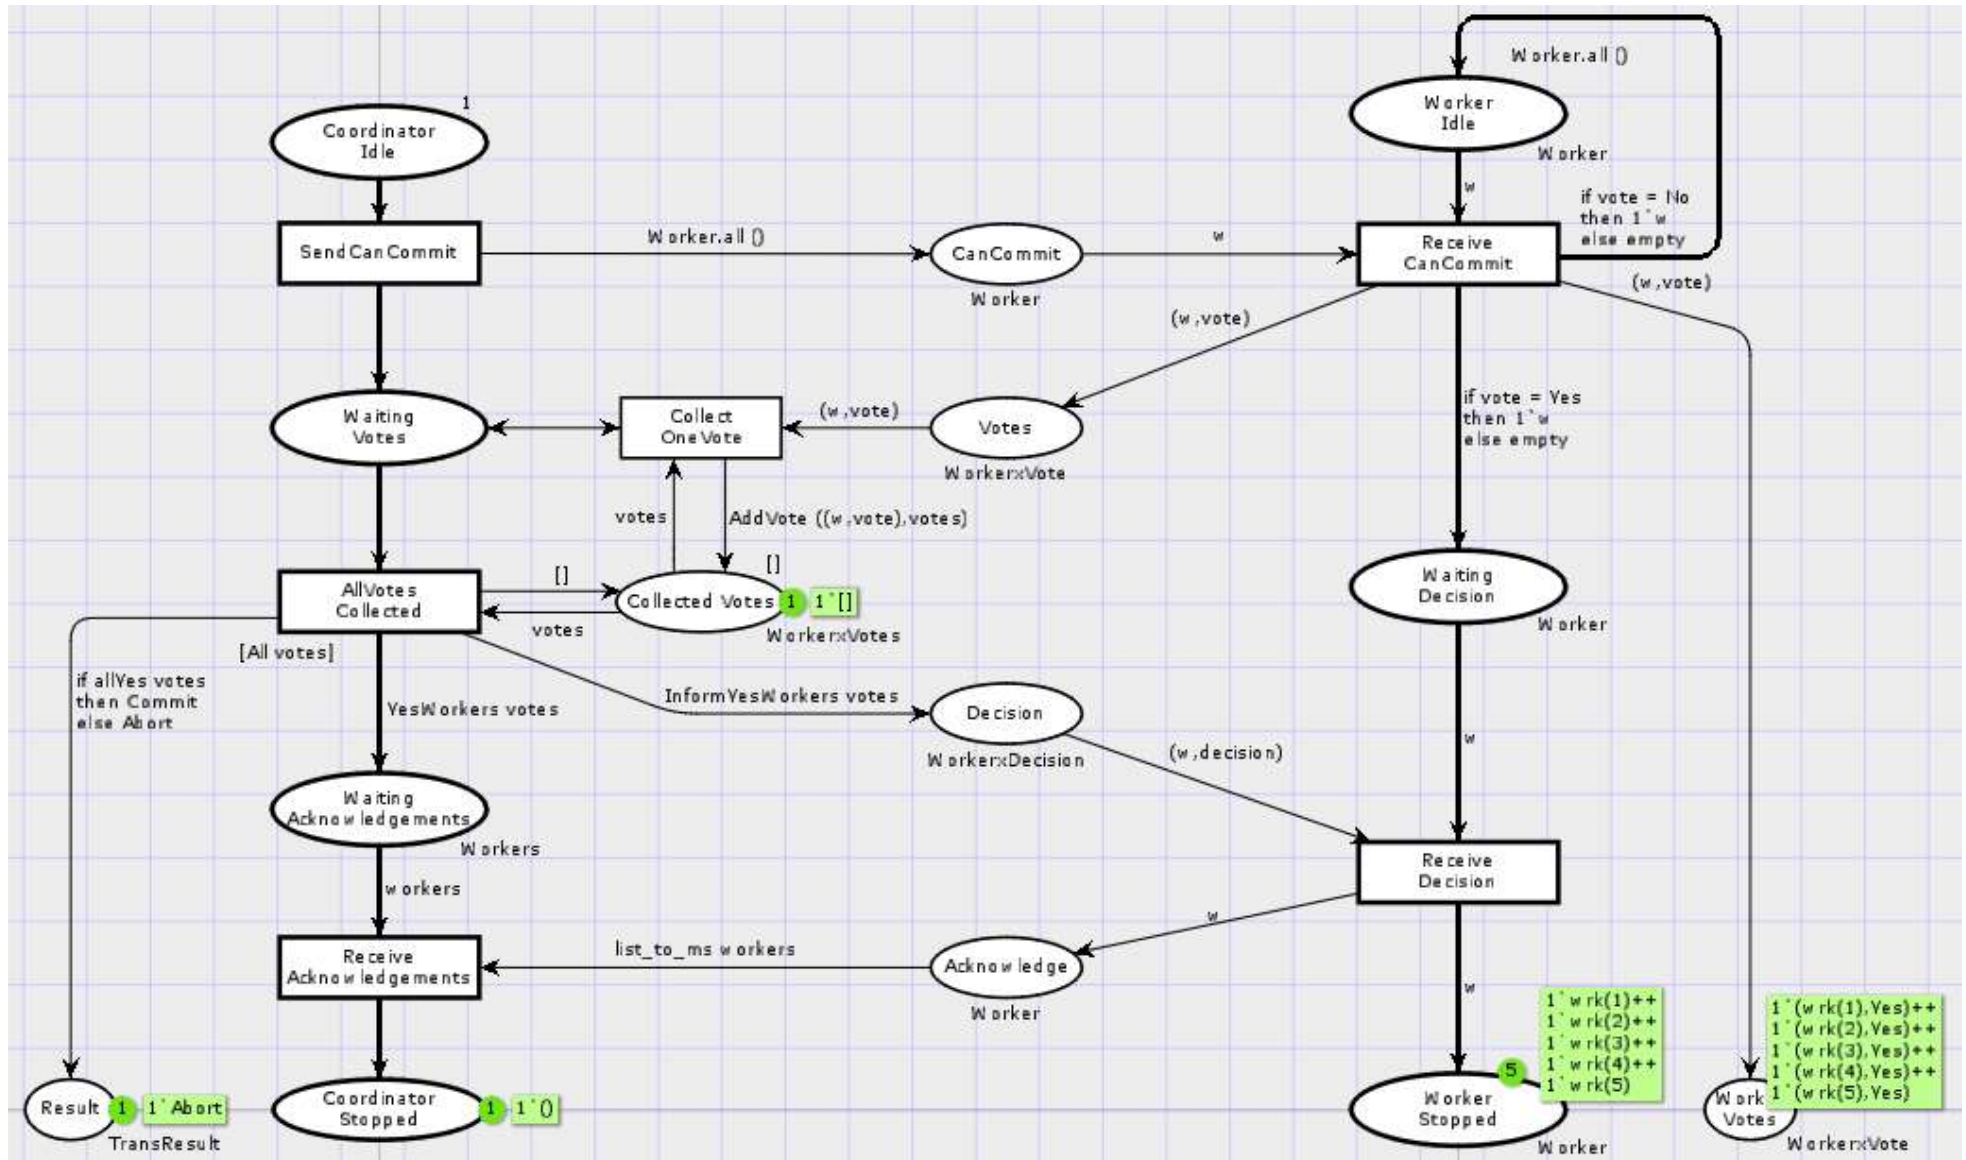 Worker.all ()
1
Coordinator
Idle
Worker
Idle
Worker
w
if vote = No
then 1`w
else empty
SendCanCommit
Worker.all ()
CanCommit
Worker
w
Receive
CanCommit
(w,vote)
(w,vote)
Waiting
Votes
Collect
OneVote
(w,vote)
Votes
WorkerxVote
if vote = Yes
then 1`w
else empty
votes
AddVote ((w,vote),votes)
[]
AllVotes
Collected
[]
votes
Collected Votes
1
1`[]
WorkerxVotes
Waiting
Decision
Worker
[All votes]
if allYes votes
then Commit
else Abort
YesWorkers votes
InformYesWorkers votes
Decision
WorkerxDecision
(w,decision)
w
Waiting
Acknowledgements
Workers
workers
Receive
Decision
w
Receive
Acknowledgements
list_to_ms workers
Acknowledge
Worker
w
1`wrk(1)++
1`wrk(2)++
1`wrk(3)++
1`wrk(4)++
1`wrk(5)
1`(wrk(1),Yes)++
1`(wrk(2),Yes)++
1`(wrk(3),Yes)++
1`(wrk(4),Yes)++
1`(wrk(5),Yes)
Result
1
1`Abort
TransResult
Coordinator
Stopped
1
1`()
5
Worker
Stopped
Worker
Work
Votes
WorkerxVote